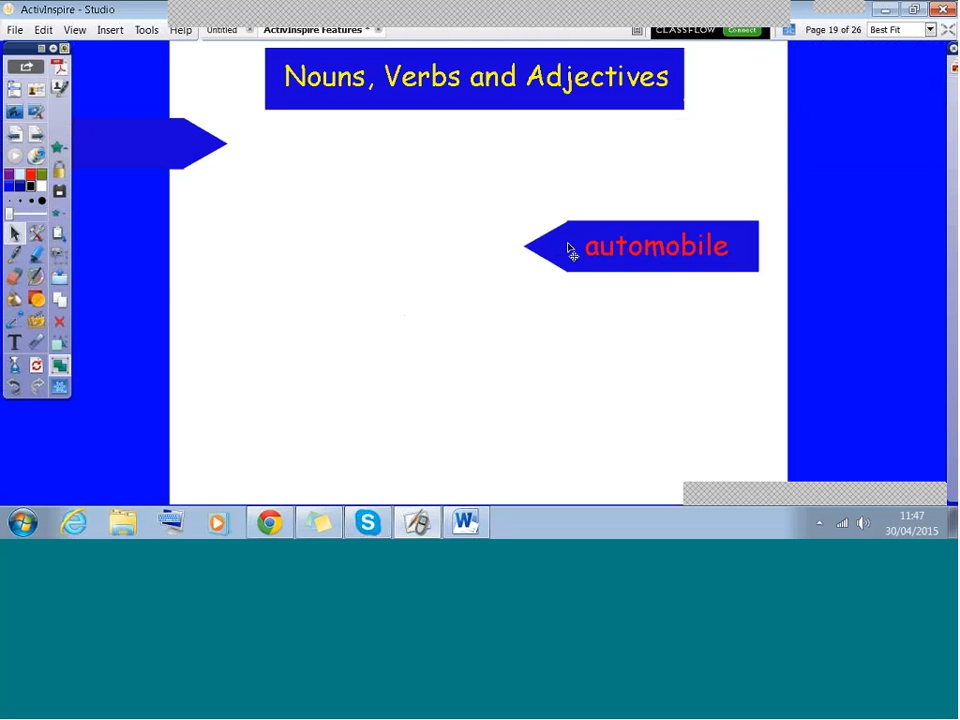 ActivInspire - Studio
File Edit View Insert Tools Help Untitled ActivInspire Features * CLASSFLOW Connect Page 19 of 26 Best Fit
Nouns, Verbs and Adjectives
automobile
11:47
30/04/2015